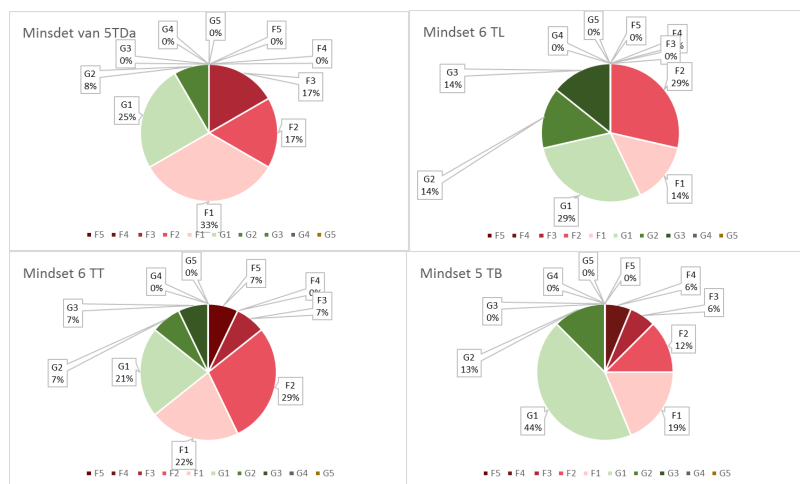 Minsdet van 5TDa
G5
0%
G4
0%
F5
0%
F4
0%
G3
0%
G2
8%
F3
17%
G1
25%
F2
17%
F1
33%
F5 F4 F3 F2 F1 G1 G2 G3 G4 G5
Mindset 6 TL
G5
0%
F5
0%
G4
0%
F4
F3
0%
G3
14%
F2
29%
G2
14%
F1
14%
G1
29%
F5 F4 F3 F2 F1 G1 G2 G3 G4 G5
Mindset 6 TT
G5
0%
F5
7%
G4
0%
F4
0%
F3
7%
G3
7%
G2
7%
G1
21%
F2
29%
F1
22%
F5 F4 F3 F2 F1 G1 G2 G3 G4 G5
Mindset 5 TB
G5
0%
F5
0%
G4
0%
F4
6%
G3
0%
F3
6%
F2
12%
G2
13%
G1
44%
F1
19%
F5 F4 F3 F2 F1 G1 G2 G3 G4 G5